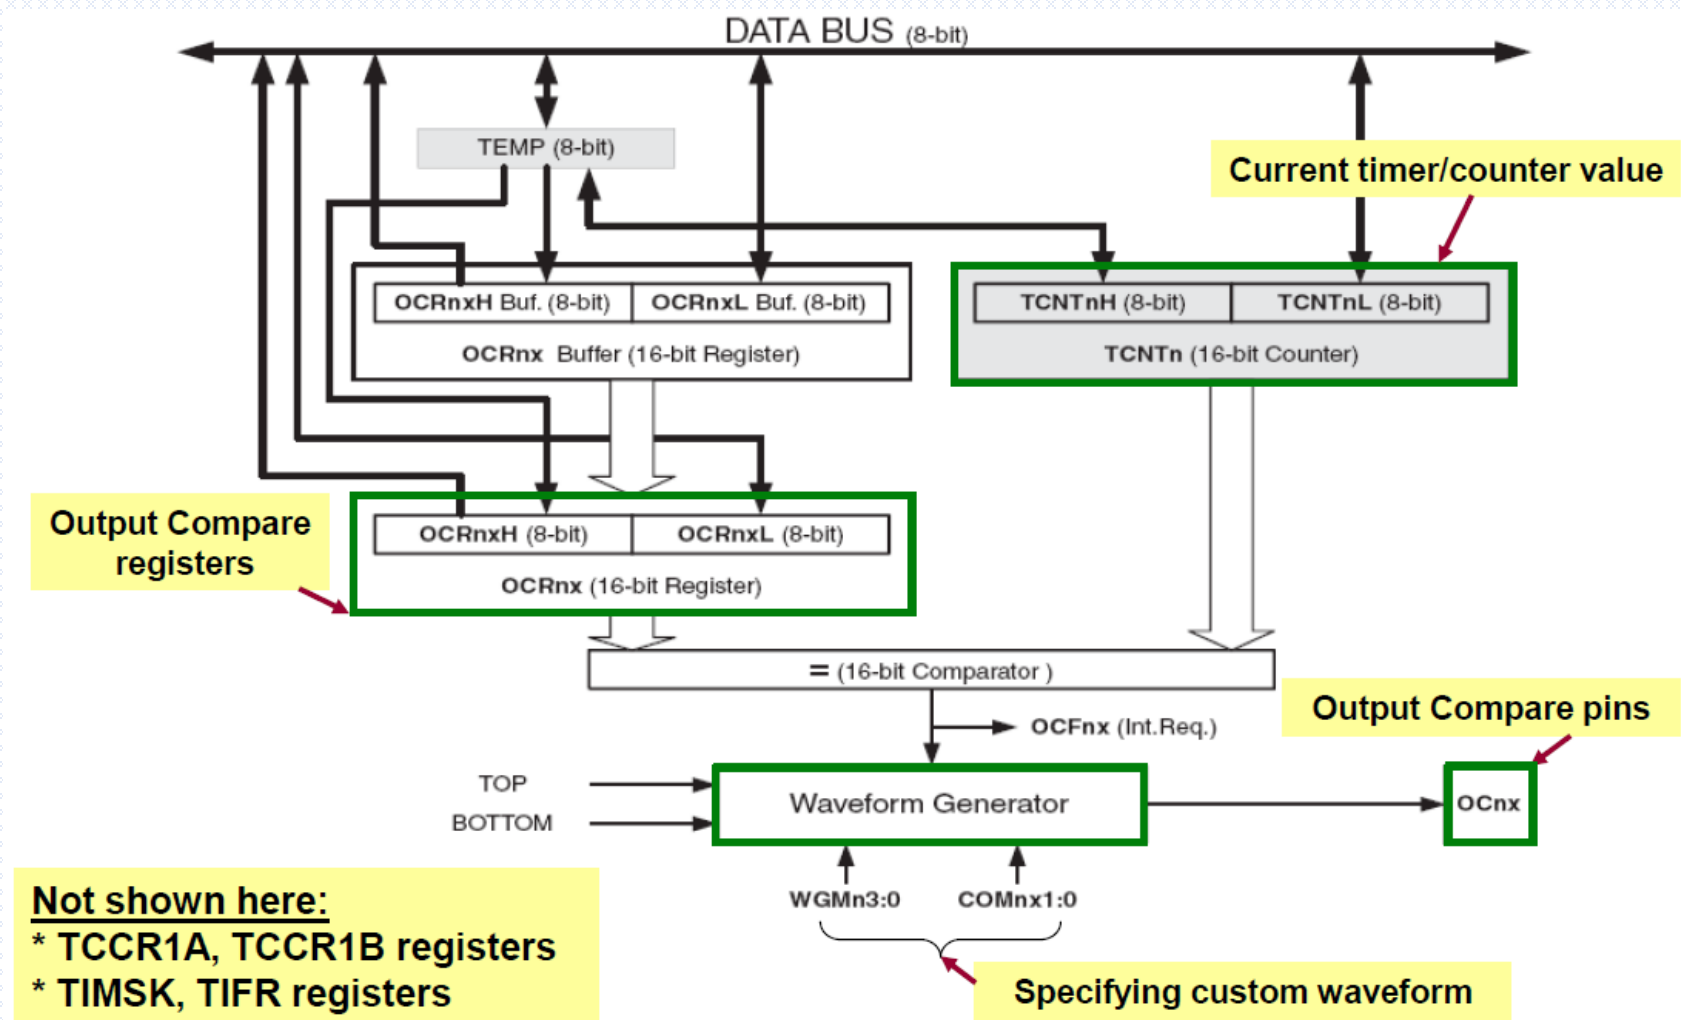 DATA BUS (8-bit)
TEMP (8-bit)
Current timer/counter value
OCRnxH Buf. (8-bit)
OCRnxL Buf. (8-bit)
TCNTnH (8-bit)
TCNTnL (8-bit)
OCRnx Buffer (16-bit Register)
TCNTn (16-bit Counter)
Output Compare
registers
OCRnxH (8-bit)
OCRnxL (8-bit)
OCRnx (16-bit Register)
= (16-bit Comparator )
Output Compare pins
OCFnx (Int.Req.)
TOP
BOTTOM
Waveform Generator
OCnx
WGMn3:0
COMnx1:0
Not shown here:
* TCCR1A, TCCR1B registers
* TIMSK, TIFR registers
Specifying custom waveform